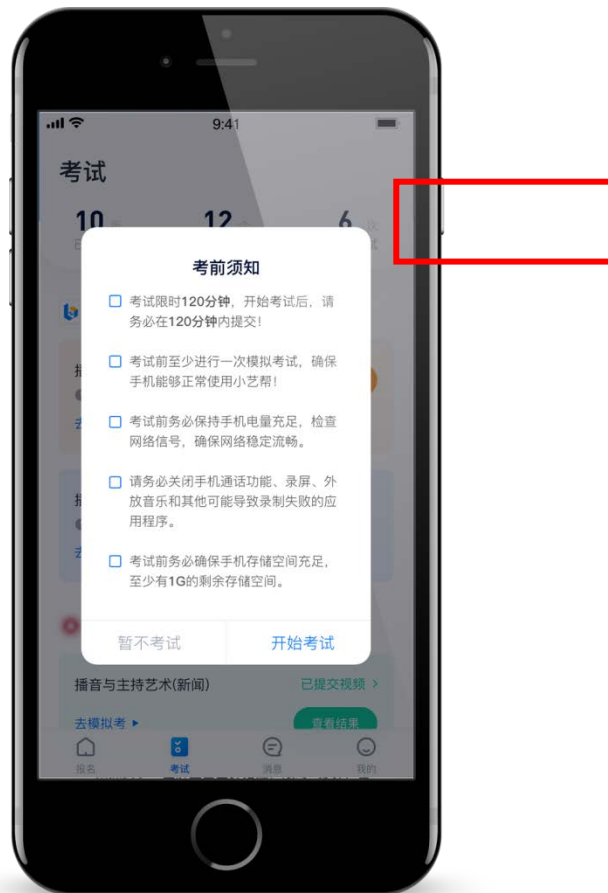 9:41
考试
10
12
6 次
考前须知
考试限时120分钟，开始考试后，请
务必在120分钟内提交！
考试前至少进行一次模拟考试，确保
手机能够正常使用小艺帮！
考试前务必保持手机电量充足，检查
网络信号，确保网络稳定流畅。
请务必关闭手机通话功能、录屏、外
放音乐和其他可能导致录制失败的应
用程序。
考试前务必确保手机存储空间充足，
至少有1G的剩余存储空间。
暂不考试 开始考试
播音与主持艺术(新闻) 已提交视频 >
去模拟考 查看结果
报名 考试 消息 我的